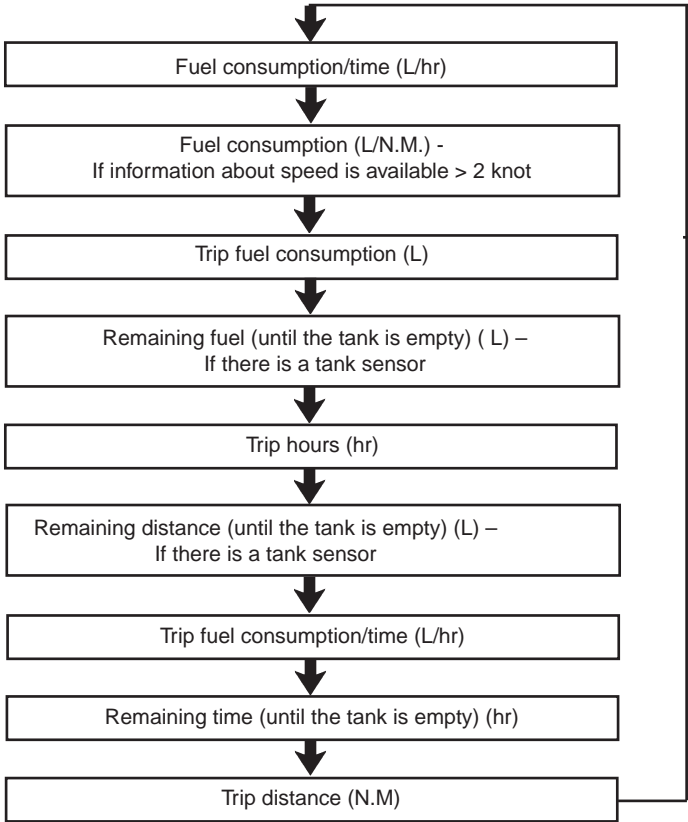 Fuel consumption/time (L/hr)
Fuel consumption (L/N.M.) -
If information about speed is available > 2 knot
Trip fuel consumption (L)
Remaining fuel (until the tank is empty) ( L) –
If there is a tank sensor
Trip hours (hr)
Remaining distance (until the tank is empty) (L) –
If there is a tank sensor
Trip fuel consumption/time (L/hr)
Remaining time (until the tank is empty) (hr)
Trip distance (N.M)